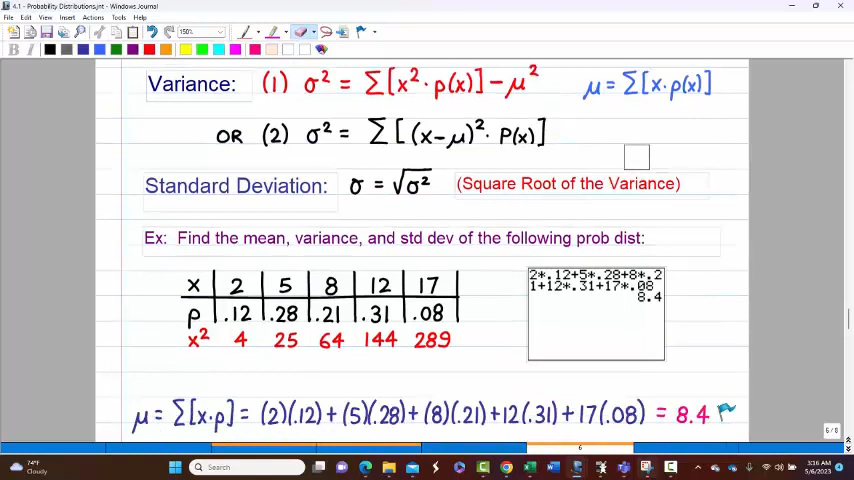 4.1 - Probability Distributions.jnt - Windows Journal
File Edit View Insert Actions Tools Help
150%
B I
Variance: (1) σ² = Σ[x²·p(x)] − μ² μ = Σ[x·p(x)]
OR (2) σ² = Σ[(x−μ)²·P(x)]
Standard Deviation: σ = √σ² (Square Root of the Variance)
Ex: Find the mean, variance, and std dev of the following prob dist:
x 2 5 8 12 17
p .12 .28 .21 .31 .08
x² 4 25 64 144 289
2*.12+5*.28+8*.2
1+12*.31+17*.08
8.4
μ = Σ[x·p] = (2)(.12) + (5)(.28) + (8)(.21) + 12(.31) + 17(.08) = 8.4
6/8
6
74°F
Cloudy
Search
3:16 AM
5/6/2023